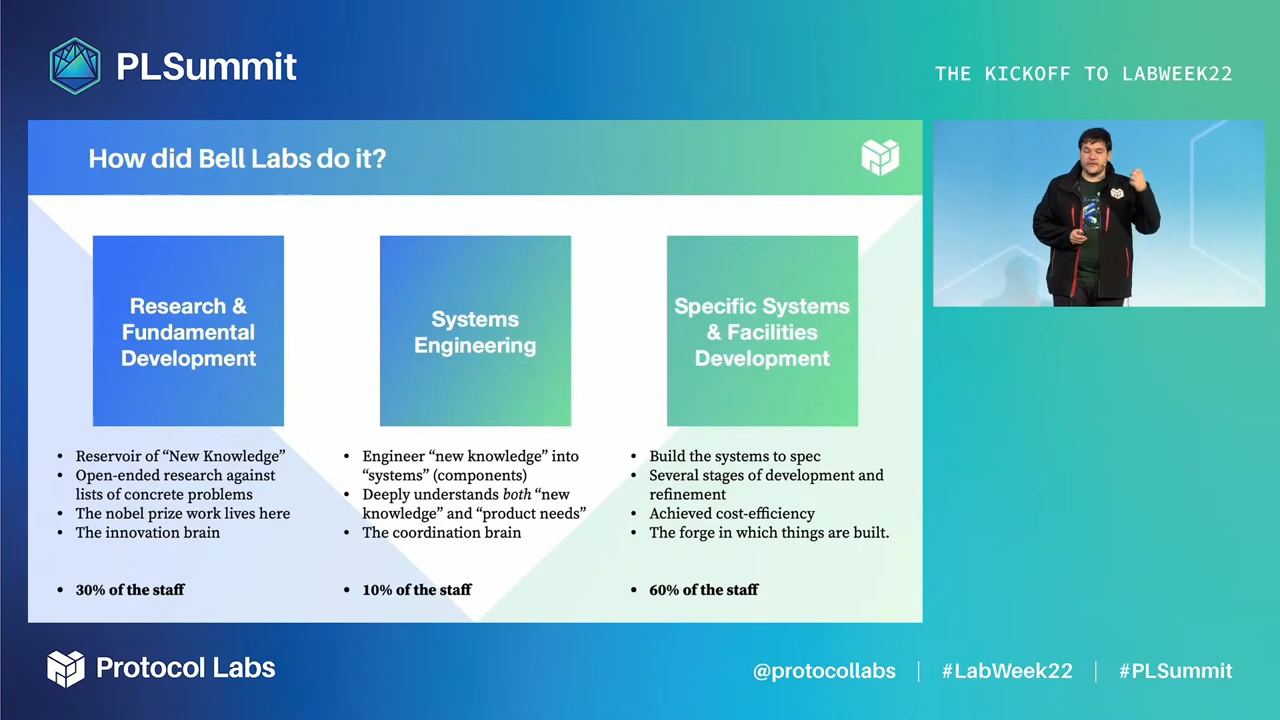 PLSummit
THE KICKOFF TO LABWEEK22
How did Bell Labs do it?
Research &
Fundamental
Development
Systems
Engineering
Specific Systems
& Facilities
Development
• Reservoir of “New Knowledge”
• Open-ended research against
lists of concrete problems
• The nobel prize work lives here
• The innovation brain
• 30% of the staff
• Engineer “new knowledge” into
“systems” (components)
• Deeply understands both “new
knowledge” and “product needs”
• The coordination brain
• 10% of the staff
• Build the systems to spec
• Several stages of development and
refinement
• Achieved cost-efficiency
• The forge in which things are built.
• 60% of the staff
Protocol Labs
@protocollabs | #LabWeek22 | #PLSummit